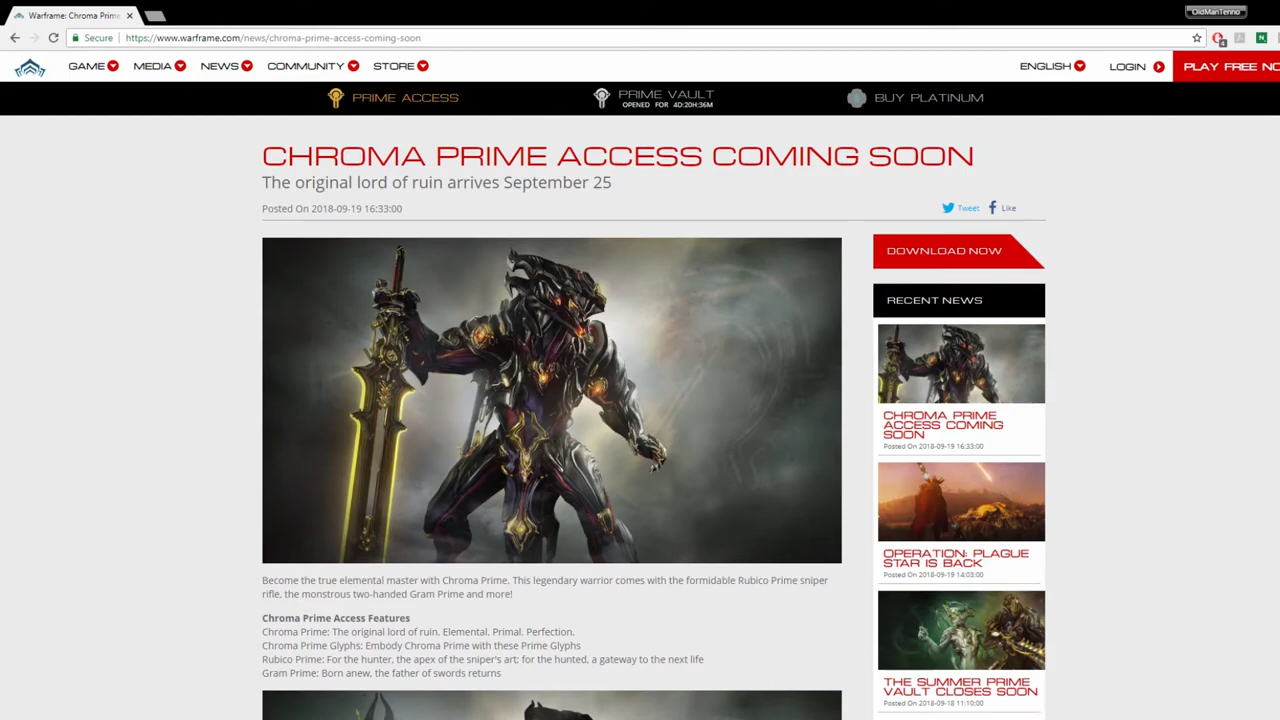 Warframe: Chroma Prime
OldManTenno
Secure
https://www.warframe.com/news/chroma-prime-access-coming-soon
4
N
GAME
MEDIA
NEWS
COMMUNITY
STORE
ENGLISH
LOGIN
PLAY FREE NO
PRIME ACCESS
PRIME VAULT
OPENED FOR 4D:20H:36M
BUY PLATINUM
CHROMA PRIME ACCESS COMING SOON
The original lord of ruin arrives September 25
Posted On 2018-09-19 16:33:00
Tweet
Like
Become the true elemental master with Chroma Prime. This legendary warrior comes with the formidable Rubico Prime sniper
rifle, the monstrous two-handed Gram Prime and more!
Chroma Prime Access Features
Chroma Prime: The original lord of ruin. Elemental. Primal. Perfection.
Chroma Prime Glyphs: Embody Chroma Prime with these Prime Glyphs
Rubico Prime: For the hunter, the apex of the sniper's art; for the hunted, a gateway to the next life
Gram Prime: Born anew, the father of swords returns
DOWNLOAD NOW
RECENT NEWS
CHROMA PRIME
ACCESS COMING
SOON
Posted On 2018-09-19 16:33:00
OPERATION: PLAGUE
STAR IS BACK
Posted On 2018-09-19 14:03:00
THE SUMMER PRIME
VAULT CLOSES SOON
Posted On 2018-09-18 11:10:00